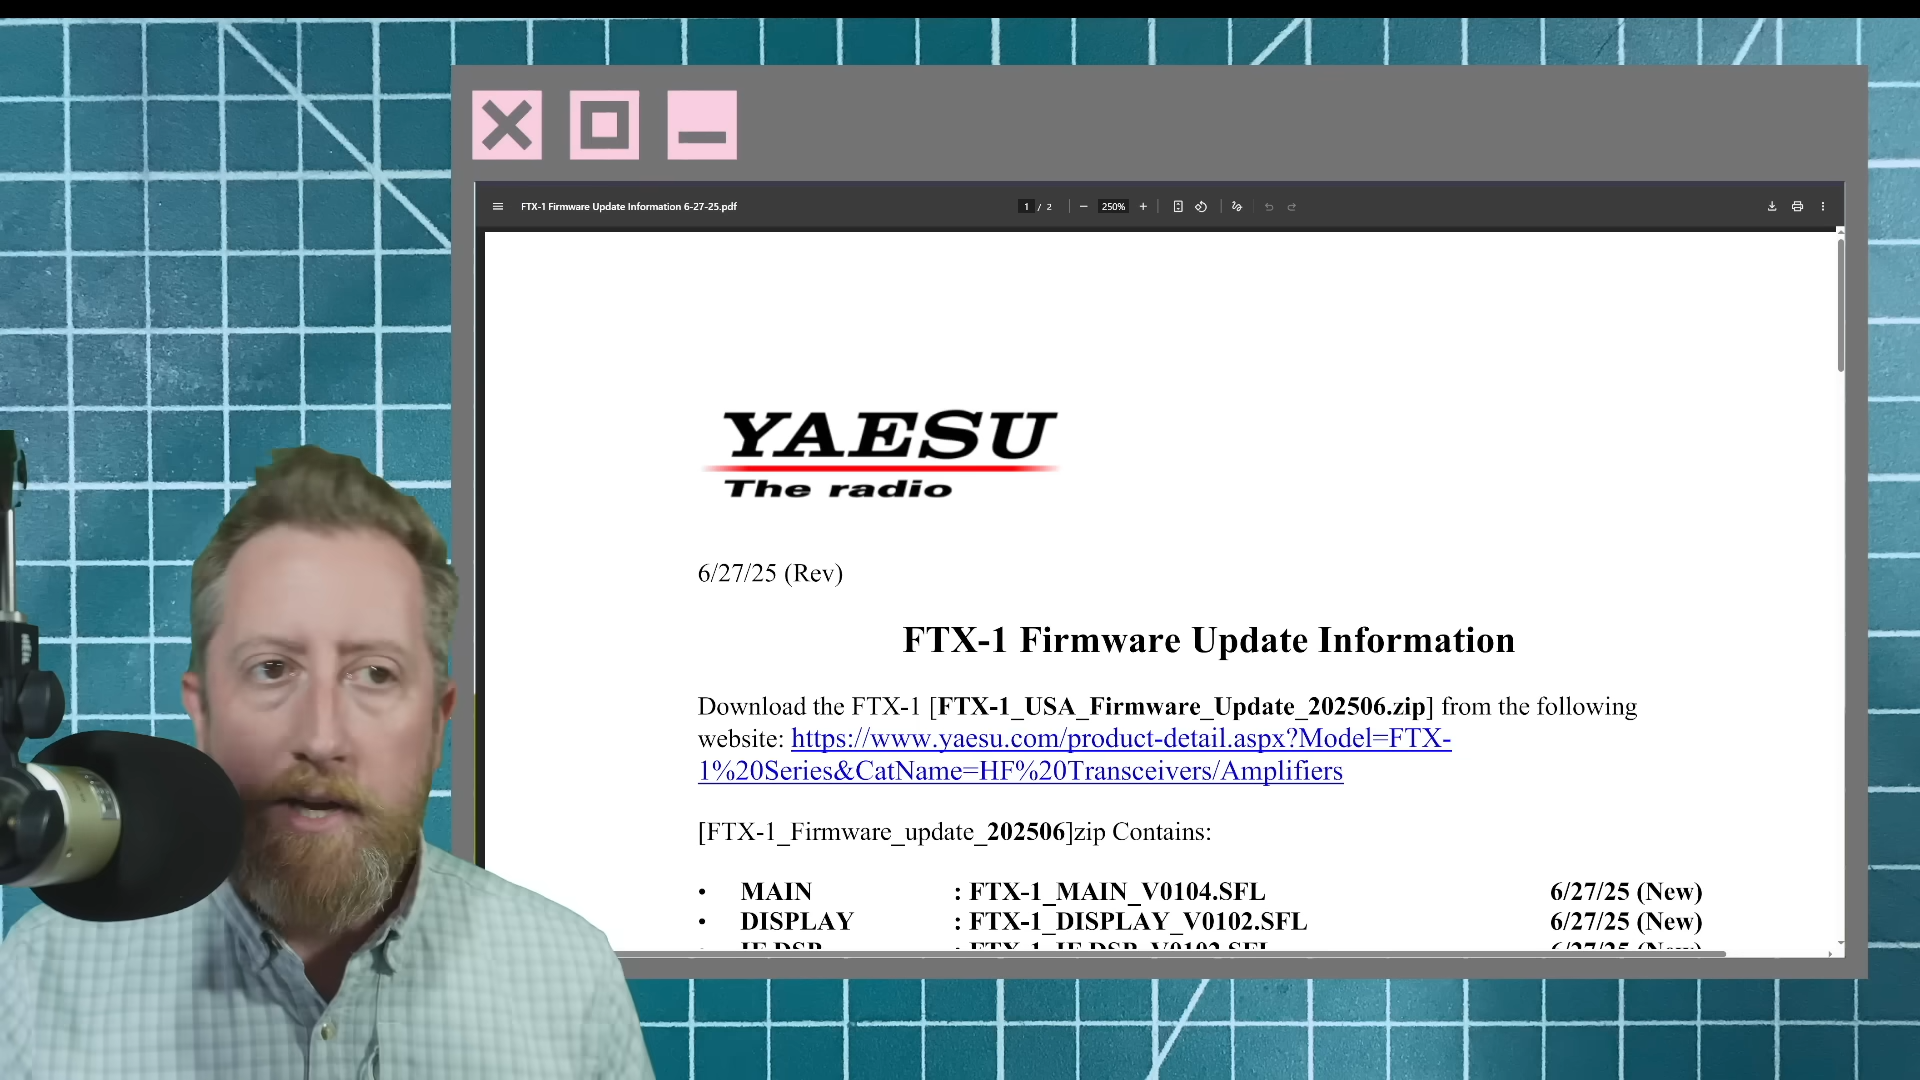 FTX-1 Firmware Update Information 6-27-25.pdf
1 / 2
250%
YAESU
The radio
6/27/25 (Rev)
FTX-1 Firmware Update Information
Download the FTX-1 [FTX-1_USA_Firmware_Update_202506.zip] from the following
website: https://www.yaesu.com/product-detail.aspx?Model=FTX-
1%20Series&CatName=HF%20Transceivers/Amplifiers
[FTX-1_Firmware_update_202506]zip Contains:
• MAIN : FTX-1_MAIN_V0104.SFL 6/27/25 (New)
• DISPLAY : FTX-1_DISPLAY_V0102.SFL 6/27/25 (New)